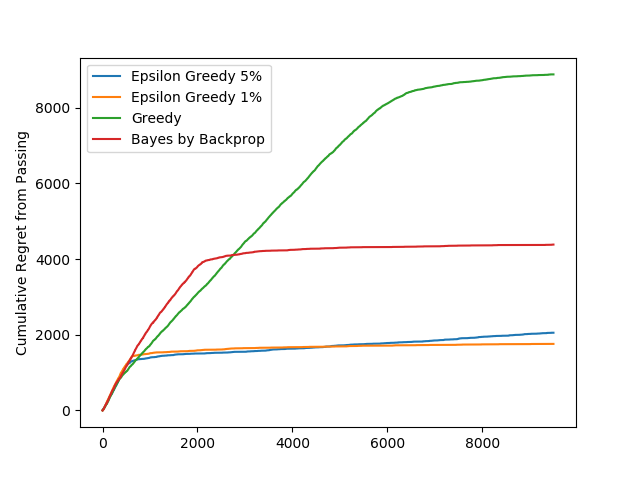 Epsilon Greedy 5%
Epsilon Greedy 1%
Greedy
Bayes by Backprop
Cumulative Regret from Passing
8000
6000
4000
2000
0
0 2000 4000 6000 8000